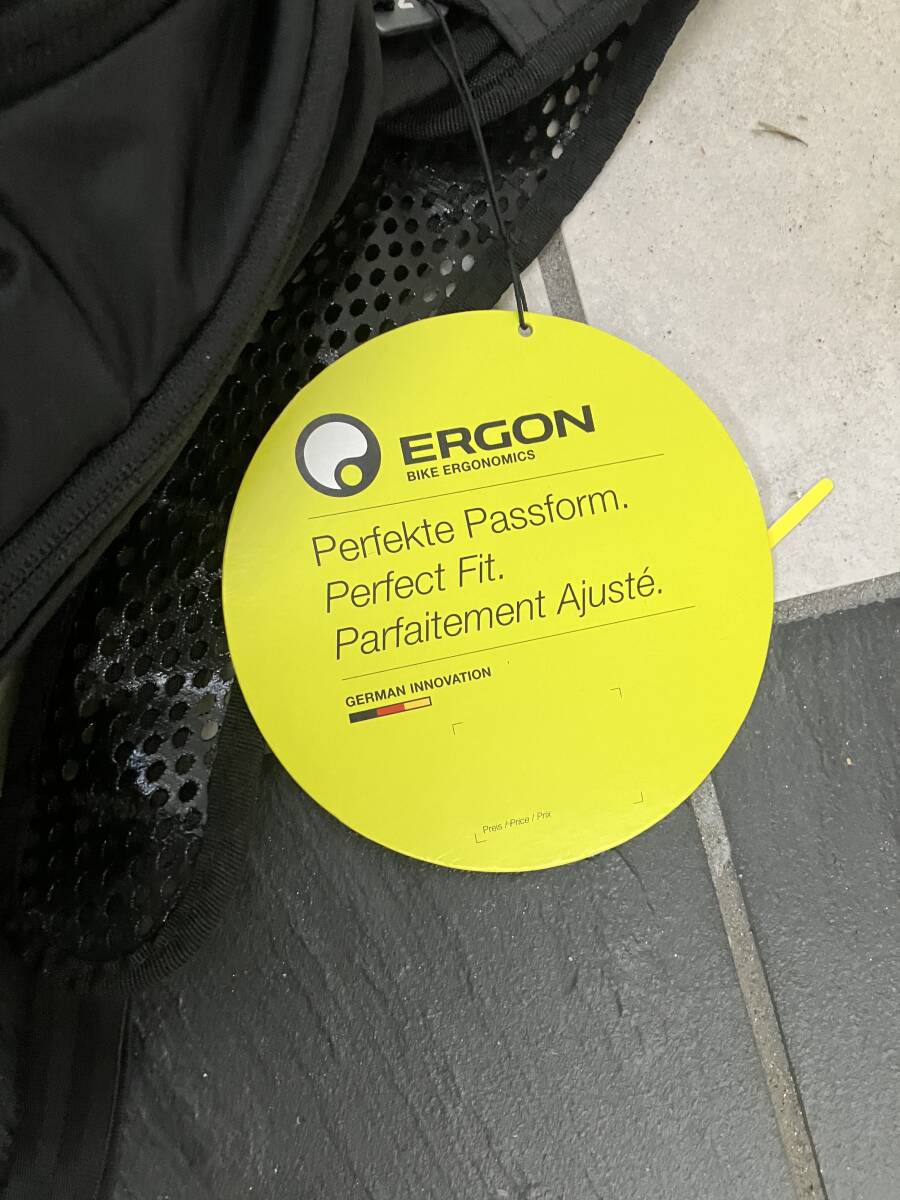 ERGON
BIKE ERGONOMICS
Perfekte Passform.
Perfect Fit.
Parfaitement Ajusté.
GERMAN INNOVATION
Preis / Price / Prix